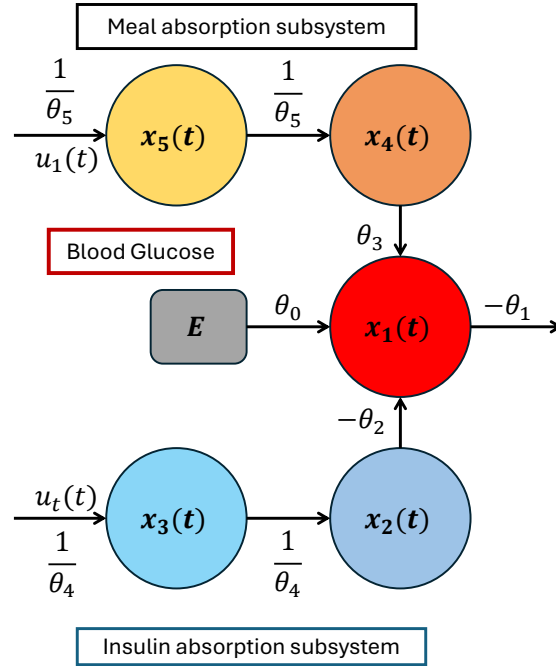 Meal absorption subsystem
1/θ₅
1/θ₅
u₁(t)
x₅(t)
x₄(t)
θ₃
Blood Glucose
E
θ₀
x₁(t)
−θ₁
−θ₂
uₜ(t)
x₃(t)
x₂(t)
1/θ₄
1/θ₄
Insulin absorption subsystem